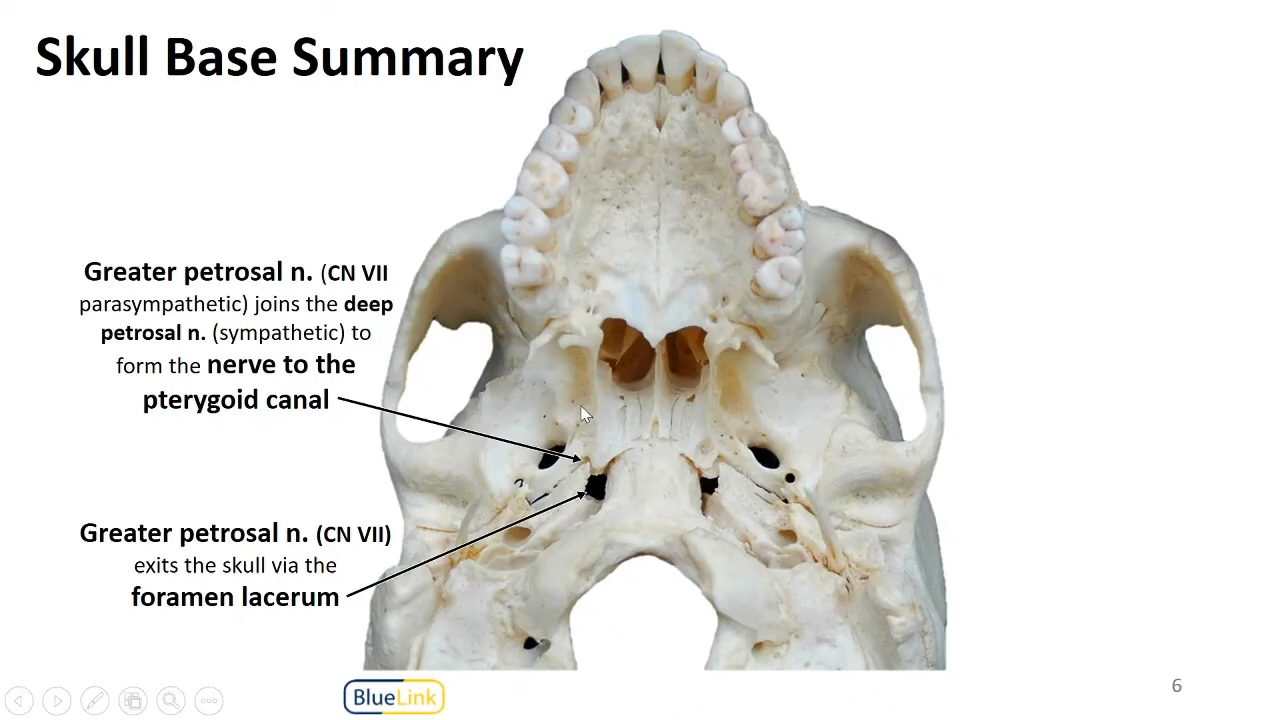 Skull Base Summary
Greater petrosal n. (CN VII
parasympathetic) joins the deep
petrosal n. (sympathetic) to
form the nerve to the
pterygoid canal
Greater petrosal n. (CN VII)
exits the skull via the
foramen lacerum
BlueLink
6